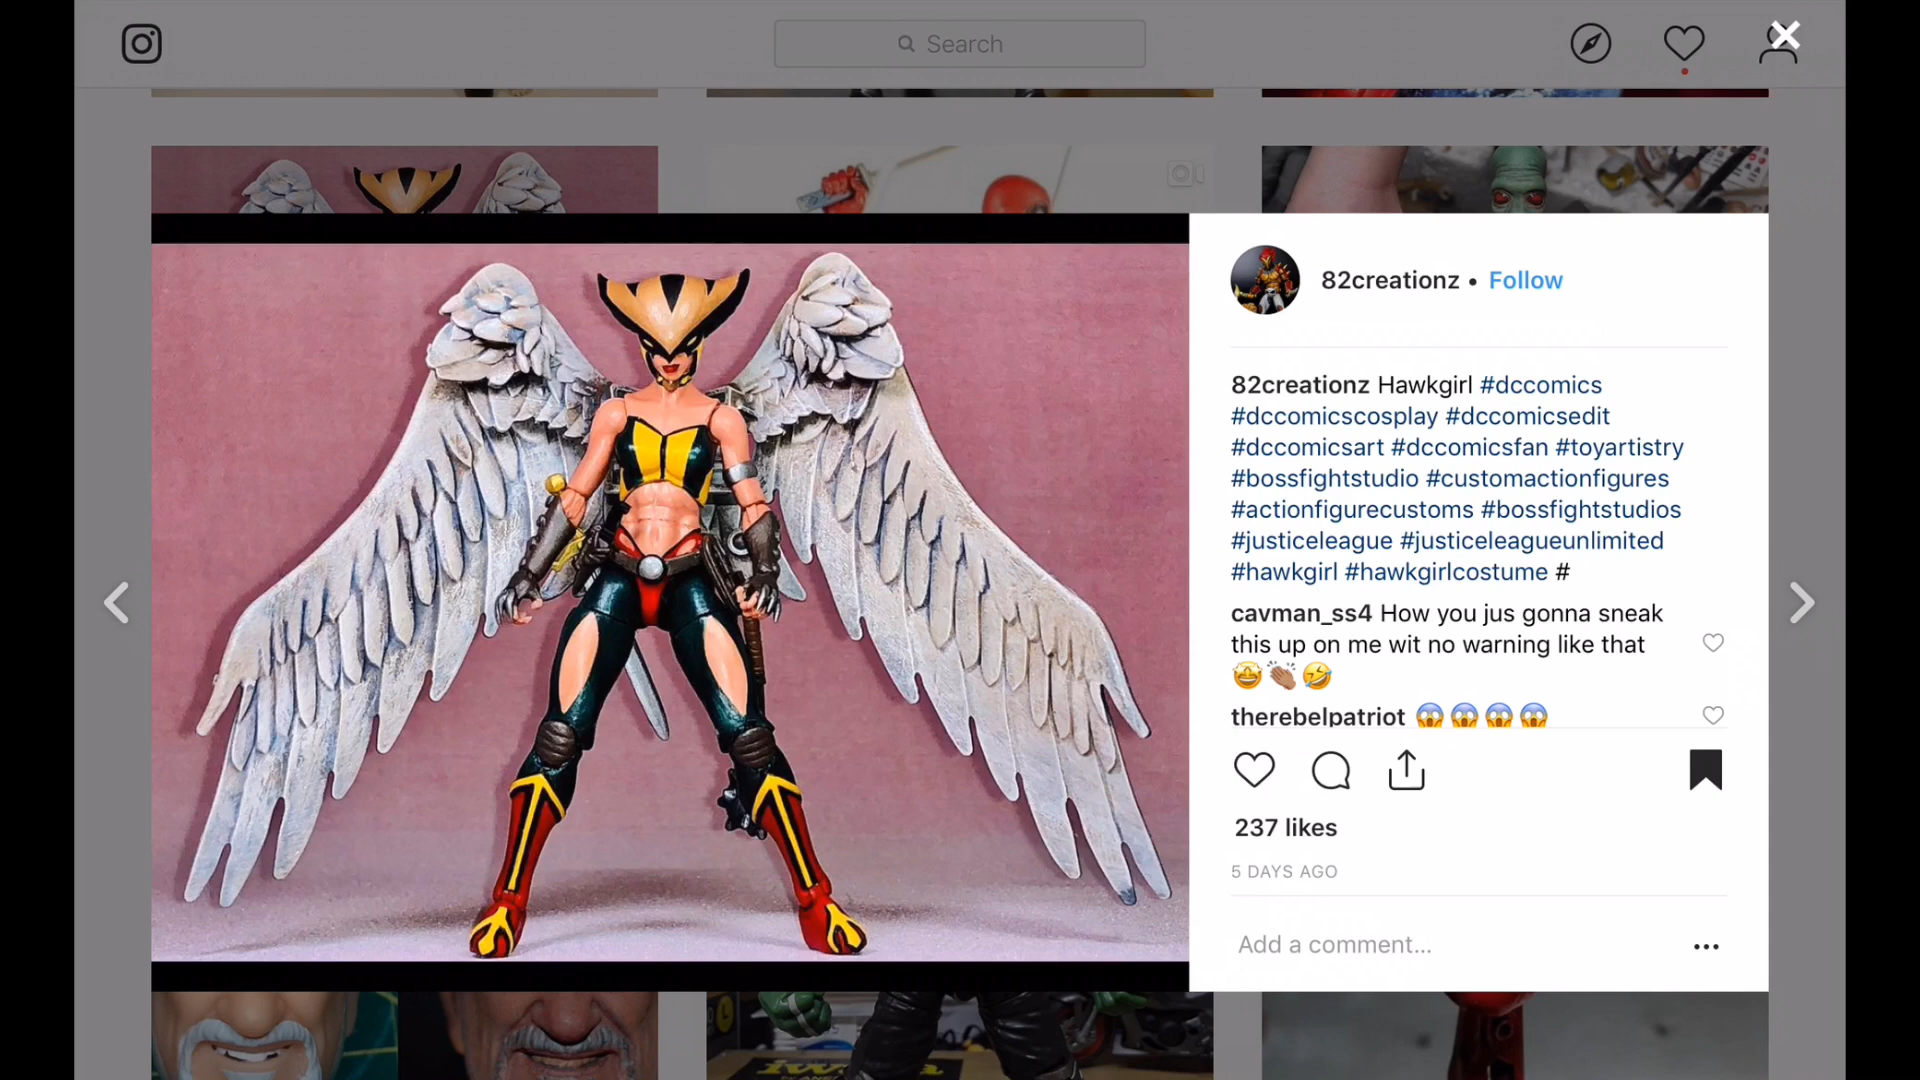 Search
82creationz • Follow
82creationz Hawkgirl #dccomics
#dccomicscosplay #dccomicsedit
#dccomicsart #dccomicsfan #toyartistry
#bossfightstudio #customactionfigures
#actionfigurecustoms #bossfightstudios
#justiceleague #justiceleagueunlimited
#hawkgirl #hawkgirlcostume #
cavman_ss4 How you jus gonna sneak
this up on me wit no warning like that
🤩👏🏽🤣
therebelpatriot 😱😱😱😱
237 likes
5 DAYS AGO
Add a comment...